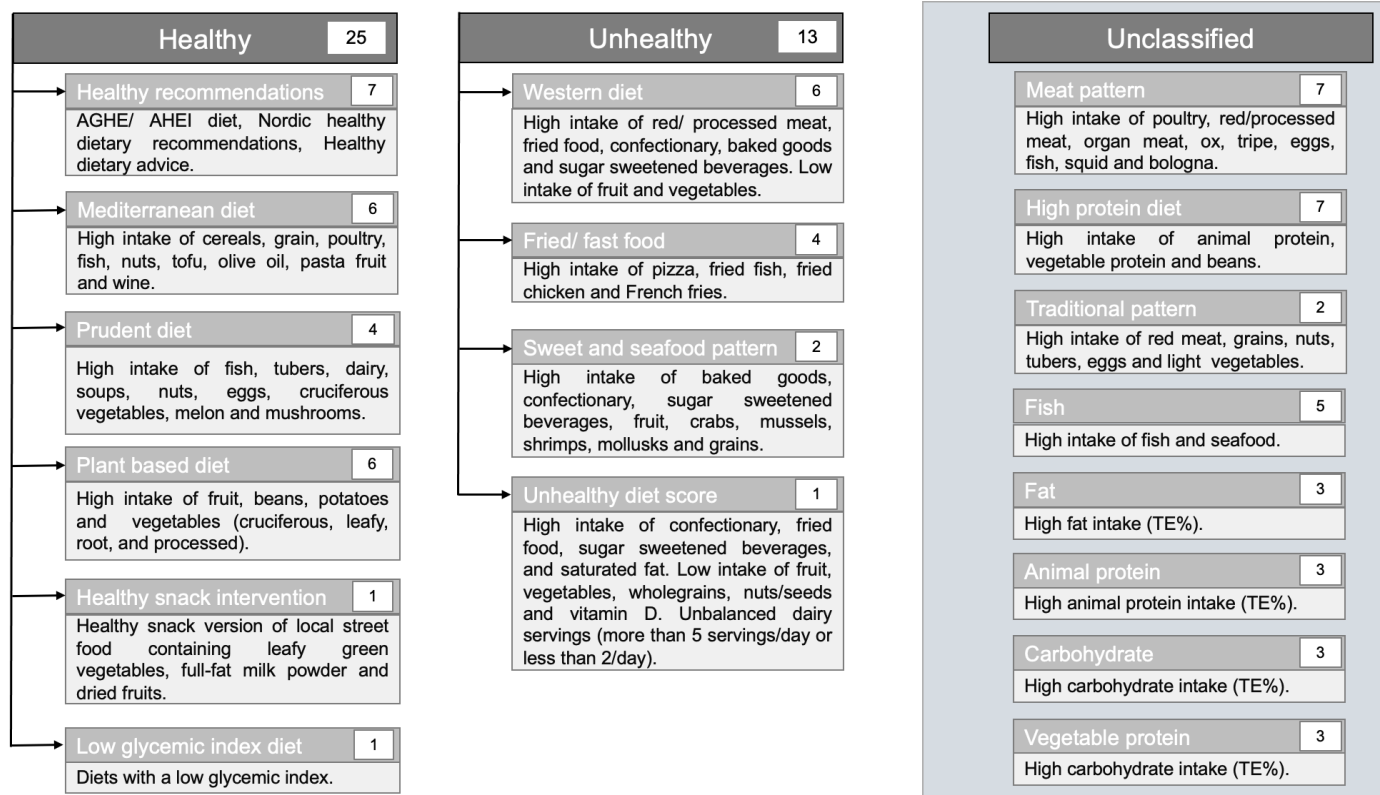 Healthy 25
Healthy recommendations 7
AGHE/ AHEI diet, Nordic healthy
dietary recommendations, Healthy
dietary advice.
Mediterranean diet 6
High intake of cereals, grain, poultry,
fish, nuts, tofu, olive oil, pasta fruit
and wine.
Prudent diet 4
High intake of fish, tubers, dairy,
soups, nuts, eggs, cruciferous
vegetables, melon and mushrooms.
Plant based diet 6
High intake of fruit, beans, potatoes
and vegetables (cruciferous, leafy,
root, and processed).
Healthy snack intervention 1
Healthy snack version of local street
food containing leafy green
vegetables, full-fat milk powder and
dried fruits.
Low glycemic index diet 1
Diets with a low glycemic index.
Unhealthy 13
Western diet 6
High intake of red/ processed meat,
fried food, confectionary, baked goods
and sugar sweetened beverages. Low
intake of fruit and vegetables.
Fried/ fast food 4
High intake of pizza, fried fish, fried
chicken and French fries.
Sweet and seafood pattern 2
High intake of baked goods,
confectionary, sugar sweetened
beverages, fruit, crabs, mussels,
shrimps, mollusks and grains.
Unhealthy diet score 1
High intake of confectionary, fried
food, sugar sweetened beverages,
and saturated fat. Low intake of fruit,
vegetables, wholegrains, nuts/seeds
and vitamin D. Unbalanced dairy
servings (more than 5 servings/day or
less than 2/day).
Unclassified
Meat pattern 7
High intake of poultry, red/processed
meat, organ meat, ox, tripe, eggs,
fish, squid and bologna.
High protein diet 7
High intake of animal protein,
vegetable protein and beans.
Traditional pattern 2
High intake of red meat, grains, nuts,
tubers, eggs and light vegetables.
Fish 5
High intake of fish and seafood.
Fat 3
High fat intake (TE%).
Animal protein 3
High animal protein intake (TE%).
Carbohydrate 3
High carbohydrate intake (TE%).
Vegetable protein 3
High carbohydrate intake (TE%).